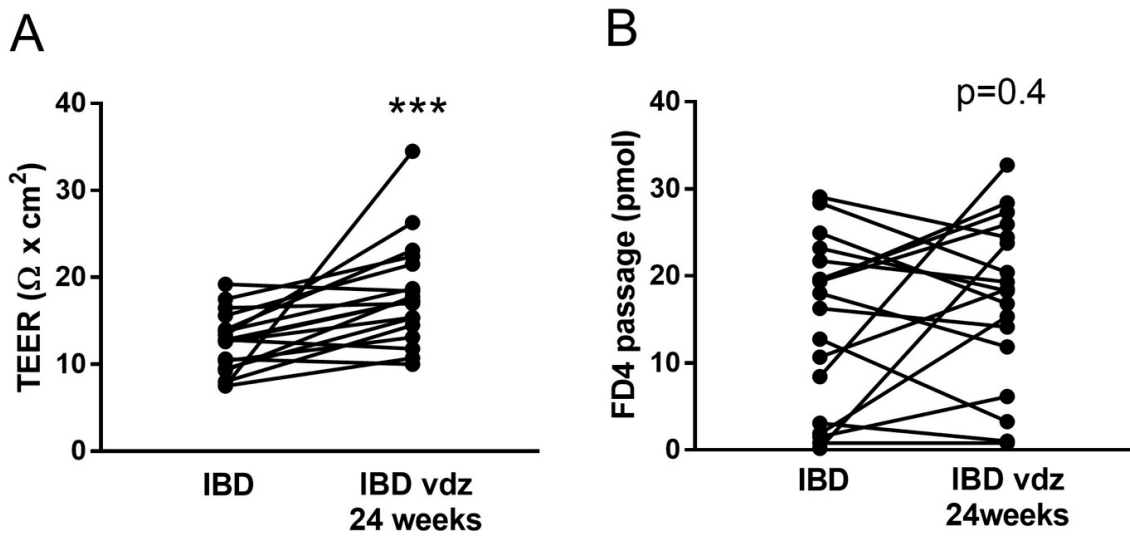 A
TEER (Ω x cm²)
40
30
20
10
0
***
IBD
IBD vdz
24 weeks
B
FD4 passage (pmol)
40
30
20
10
0
p=0.4
IBD
IBD vdz
24weeks